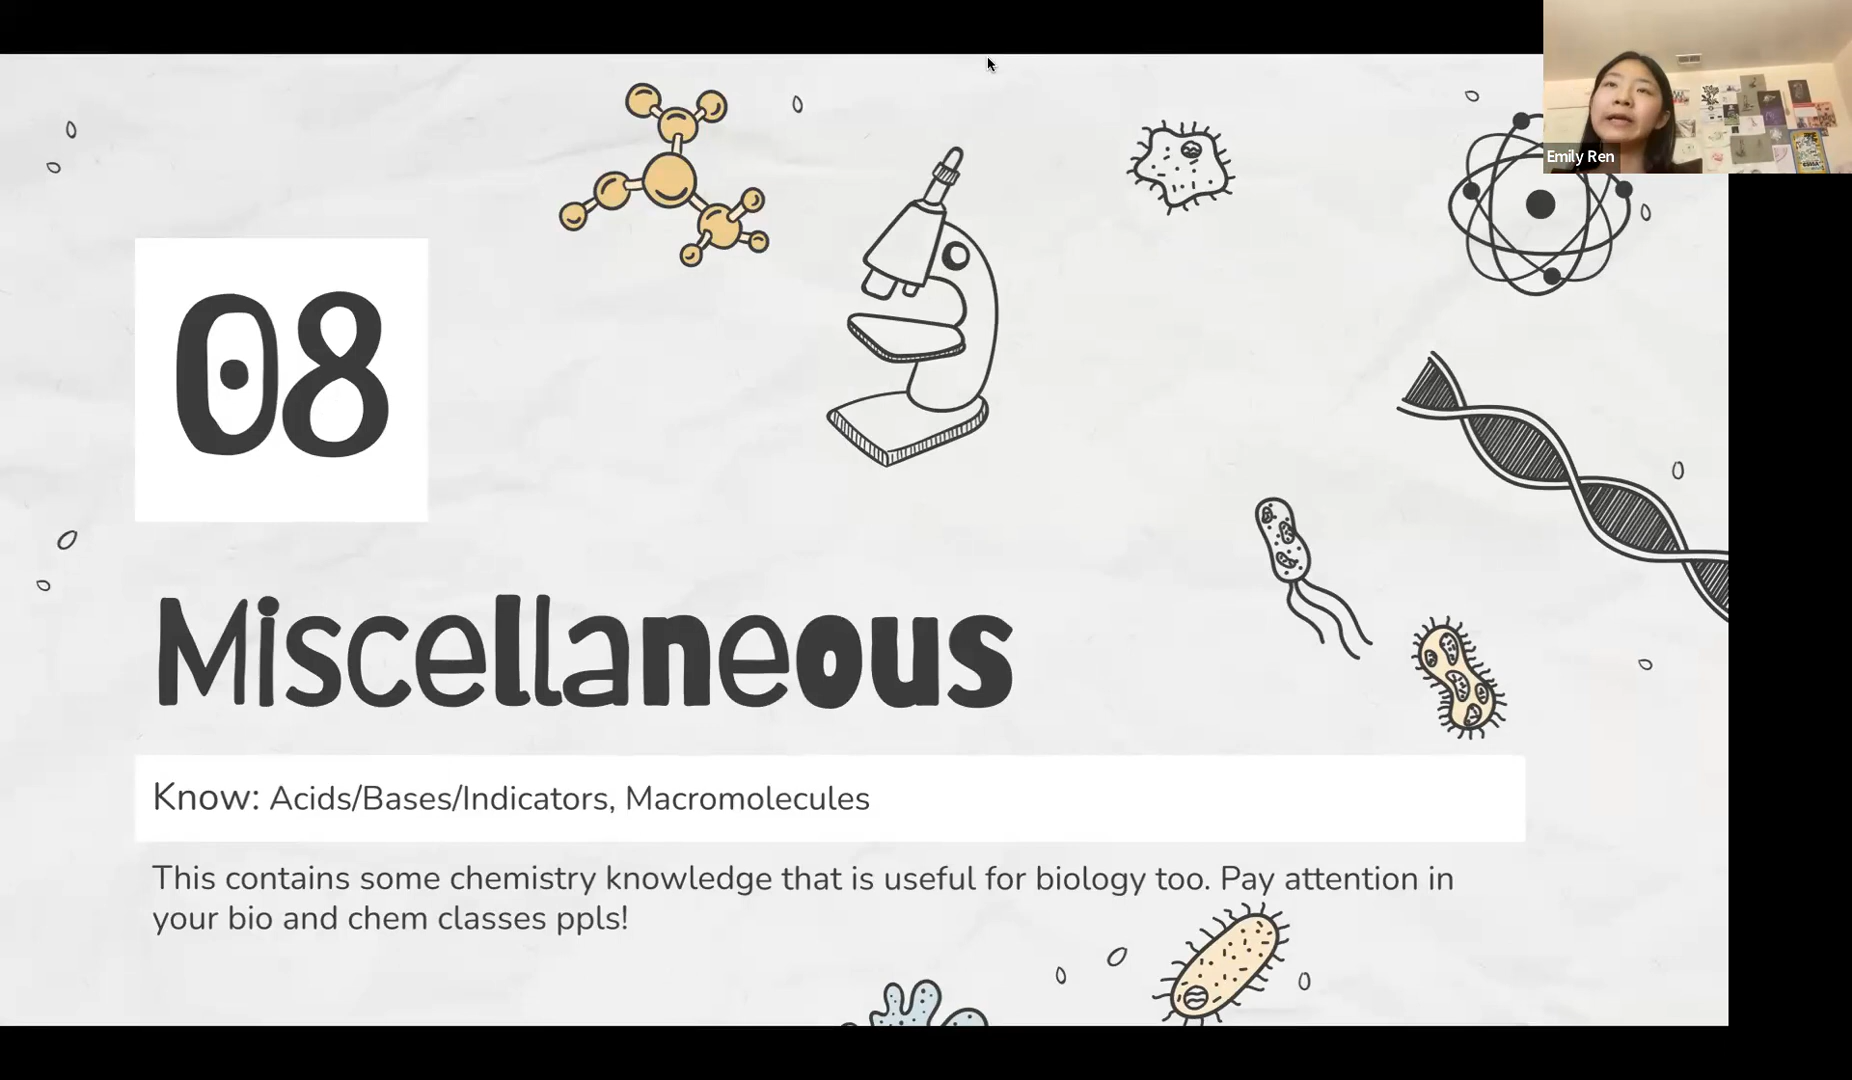 Emily Ren
08
Miscellaneous
Know: Acids/Bases/Indicators, Macromolecules
This contains some chemistry knowledge that is useful for biology too. Pay attention in
your bio and chem classes ppls!